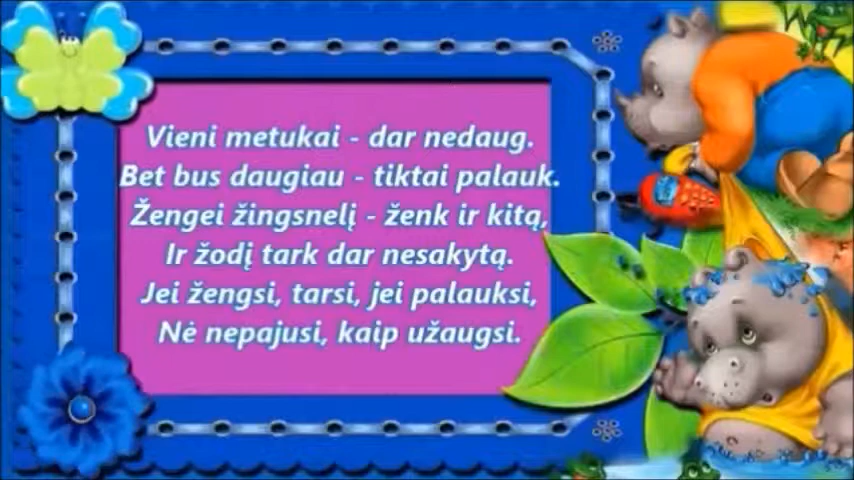 Vieni metukai - dar nedaug.
Bet bus daugiau - tiktai palauk.
Žengei žingsnelį - ženk ir kitą,
Ir žodį tark dar nesakytą.
Jei žengsi, tarsi, jei palauksi,
Nė nepajusi, kaip užaugsi.